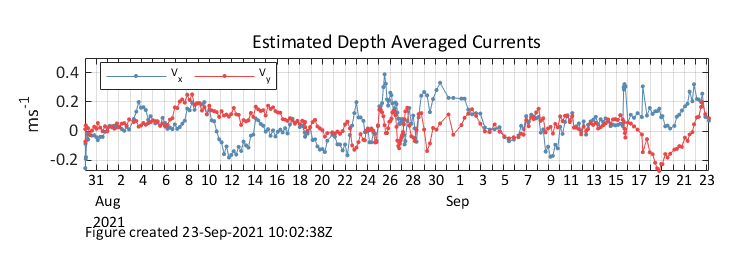 Estimated Depth Averaged Currents
Vx Vy
ms-1
0.4
0.2
0
-0.2
31 2 4 6 8 10 12 14 16 18 20 22 24 26 28 30 1 3 5 7 9 11 13 15 17 19 21 23
Aug Sep
2021
Figure created 23-Sep-2021 10:02:38Z